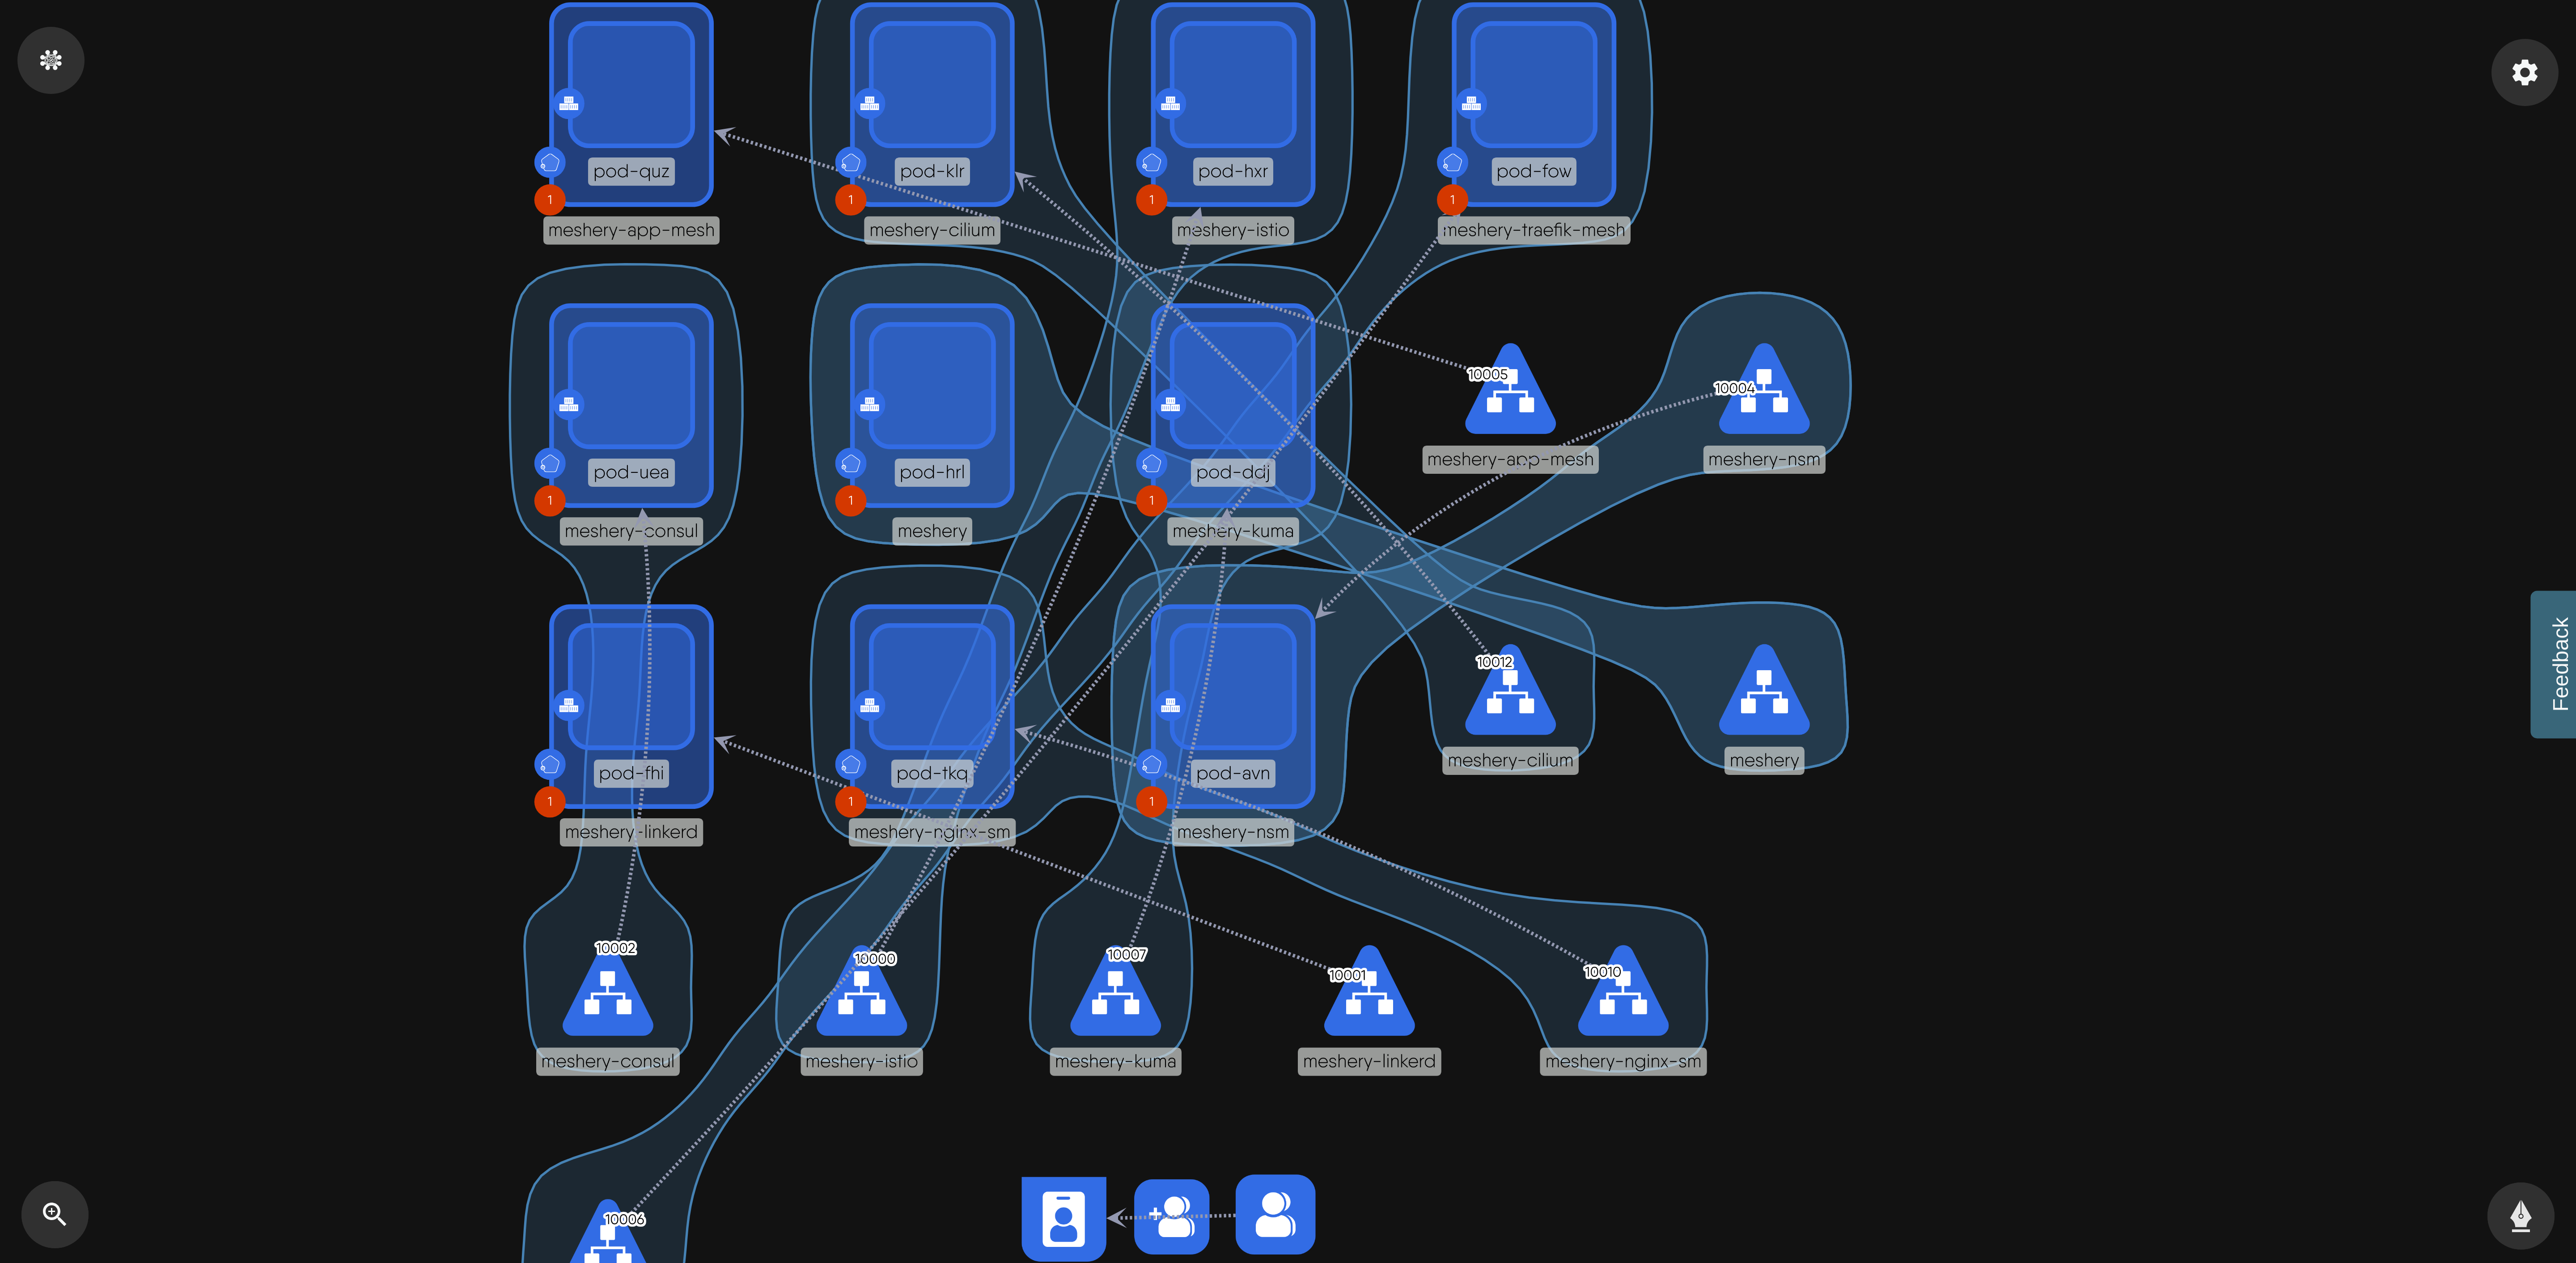 pod-quz
pod-klr
pod-hxr
pod-fow
1
1
1
1
meshery-app-mesh
meshery-cilium
meshery-istio
meshery-traefik-mesh
10005
10004
meshery-app-mesh
meshery-nsm
pod-uea
pod-hrl
pod-ddj
1
1
1
meshery-consul
meshery
meshery-kuma
10012
meshery-cilium
meshery
Feedback
pod-fhi
pod-tkq
pod-avn
1
1
1
meshery-linkerd
meshery-nginx-sm
meshery-nsm
10002
10000
10007
10001
10010
meshery-consul
meshery-istio
meshery-kuma
meshery-linkerd
meshery-nginx-sm
10006